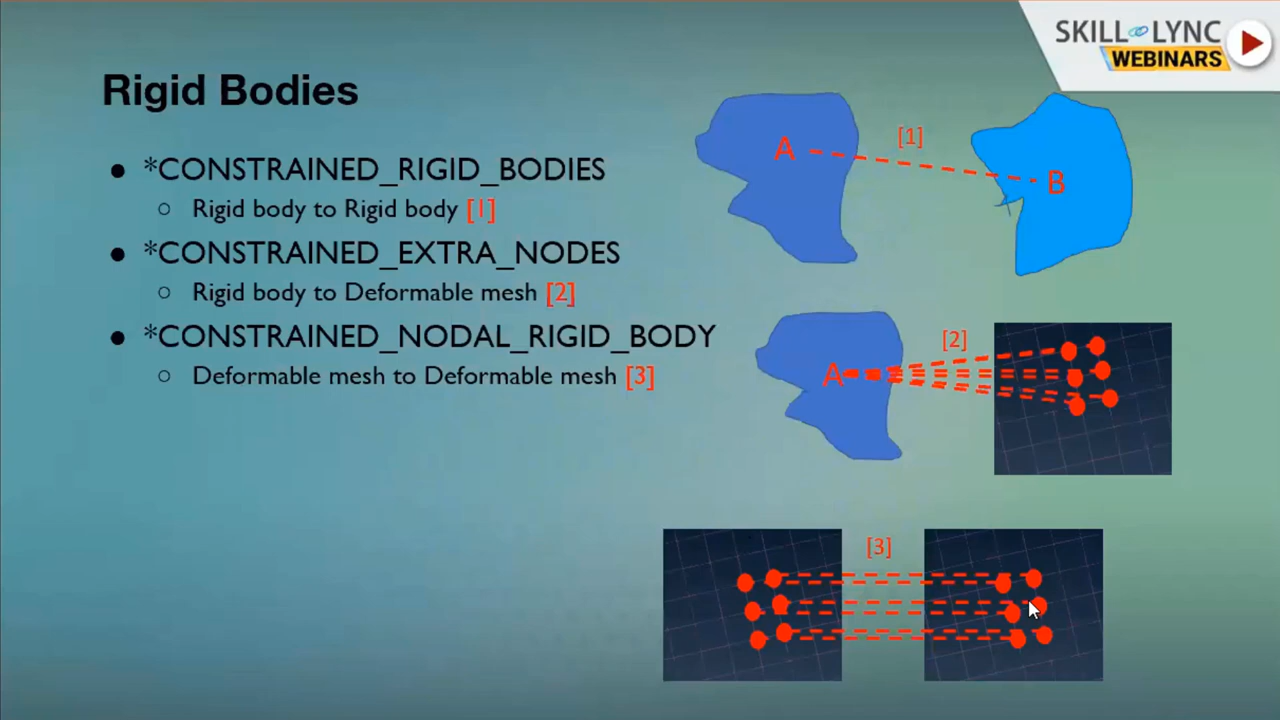 SKILL LYNC
WEBINARS
Rigid Bodies
● *CONSTRAINED_RIGID_BODIES
○ Rigid body to Rigid body [1]
● *CONSTRAINED_EXTRA_NODES
○ Rigid body to Deformable mesh [2]
● *CONSTRAINED_NODAL_RIGID_BODY
○ Deformable mesh to Deformable mesh [3]
A
[1]
B
A
[2]
[3]